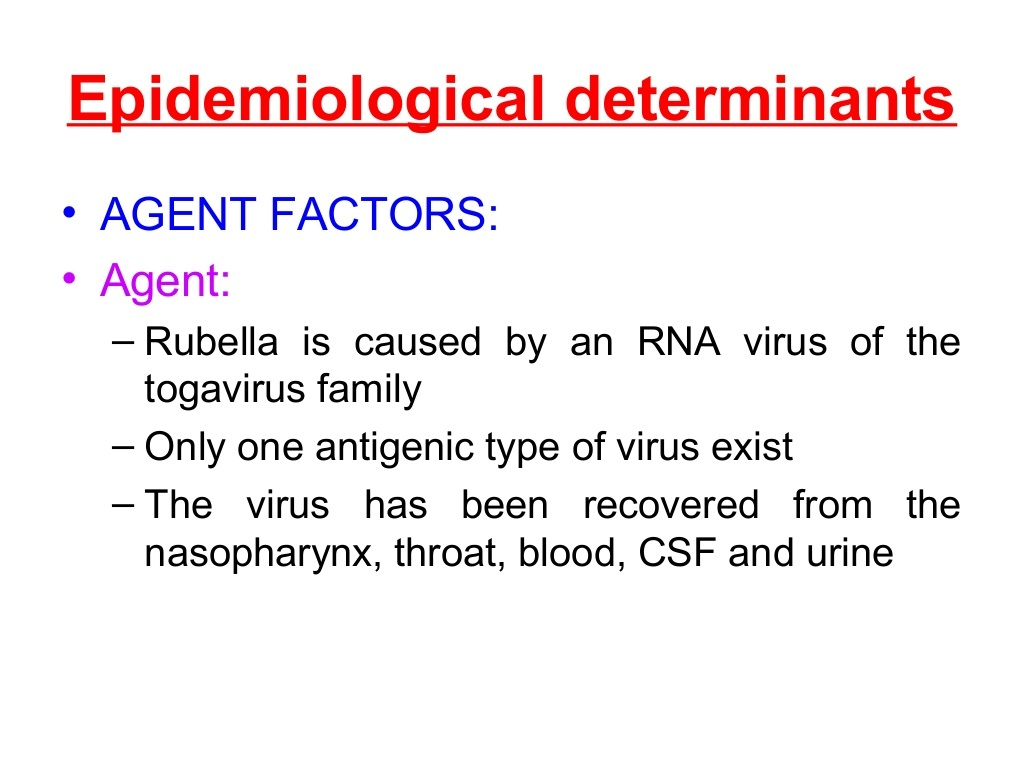 Epidemiological determinants
• AGENT FACTORS:
• Agent:
– Rubella is caused by an RNA virus of the
togavirus family
– Only one antigenic type of virus exist
– The virus has been recovered from the
nasopharynx, throat, blood, CSF and urine